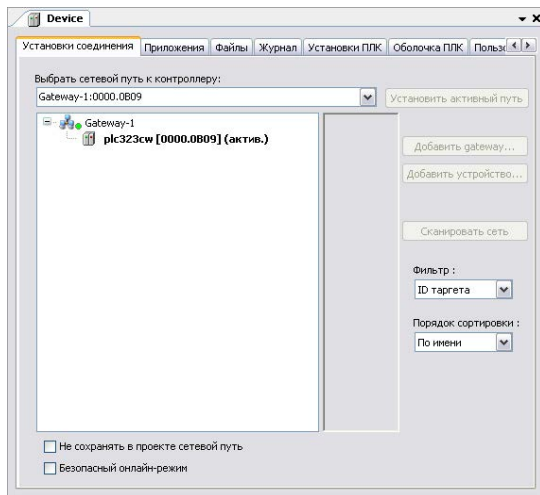 Device
Установки соединения Приложения Файлы Журнал Установки ПЛК Оболочка ПЛК
Выбрать сетевой путь к контроллеру:
Gateway-1:0000.0B09 Установить активный путь
Gateway-1
plc323cw [0000.0B09] (актив.)
Добавить gateway...
Добавить устройство...
Сканировать сеть
Фильтр :
ID таргета
Порядок сортировки :
По имени
Не сохранять в проекте сетевой путь
Безопасный онлайн-режим